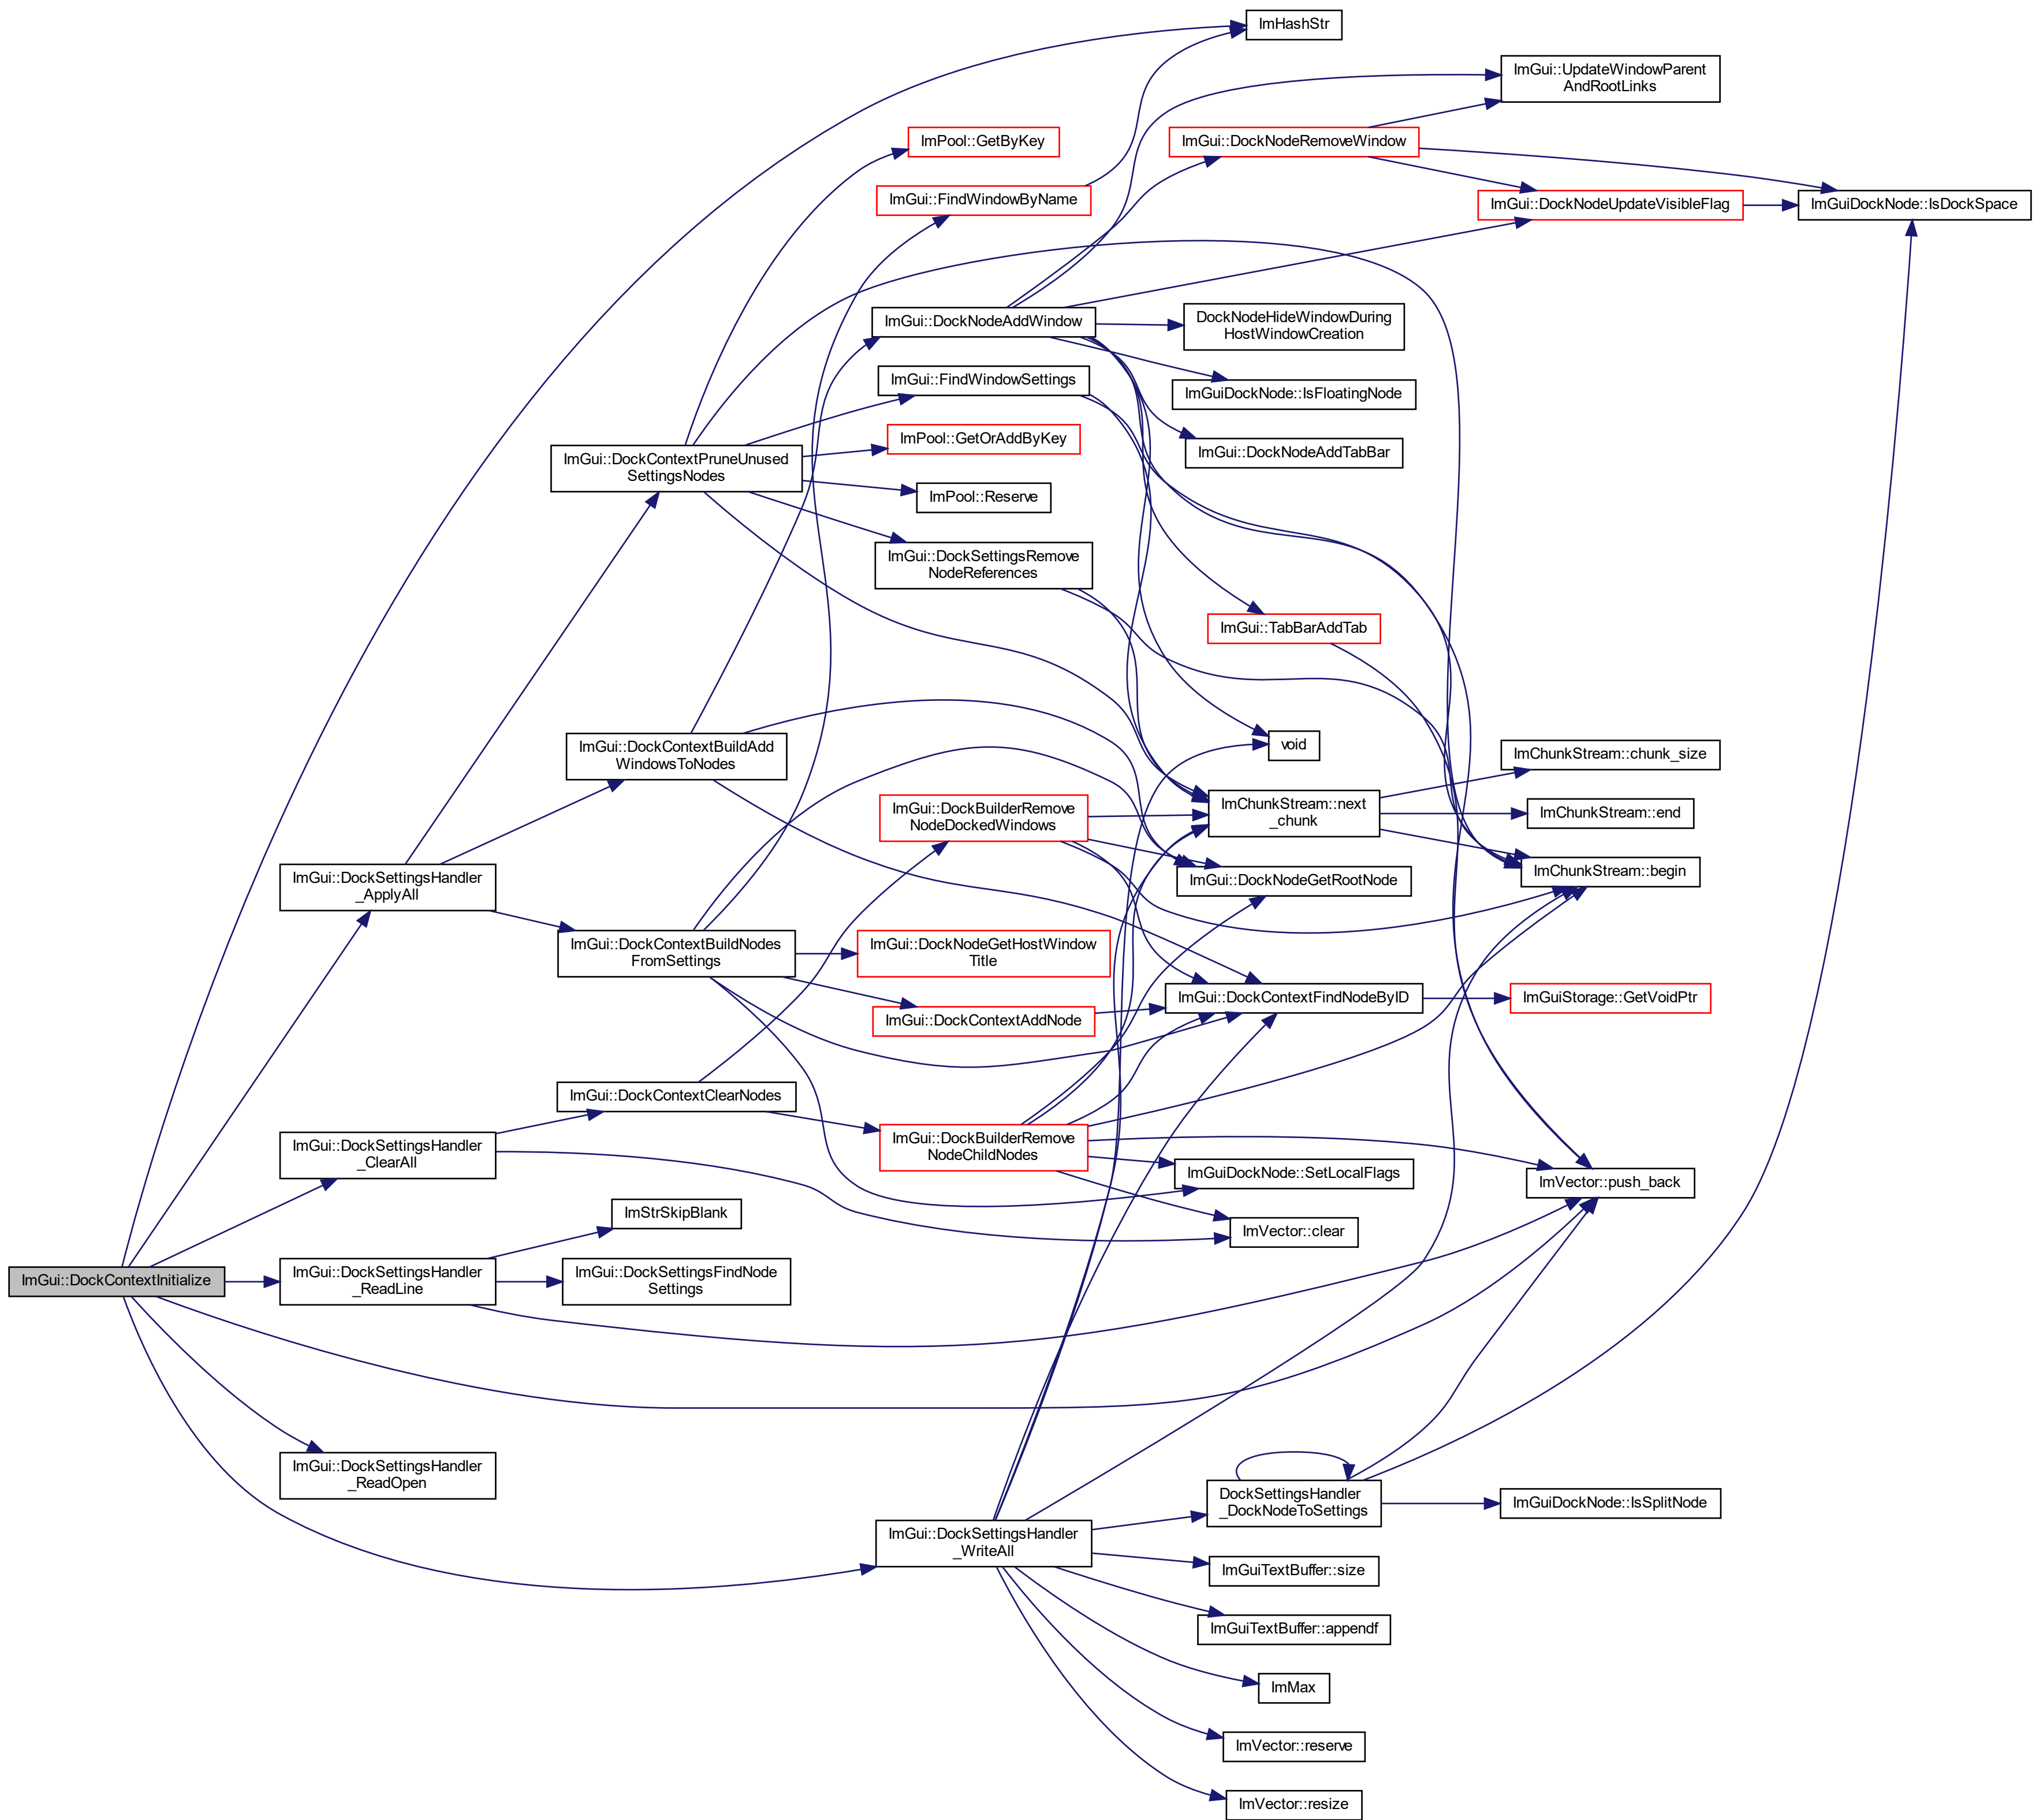 ImHashStr
ImGui::UpdateWindowParent
AndRootLinks
ImPool::GetByKey
ImGui::DockNodeRemoveWindow
ImGui::FindWindowByName
ImGui::DockNodeUpdateVisibleFlag
ImGuiDockNode::IsDockSpace
ImGui::DockNodeAddWindow
DockNodeHideWindowDuring
HostWindowCreation
ImGui::FindWindowSettings
ImGuiDockNode::IsFloatingNode
ImGui::DockContextPruneUnused
SettingsNodes
ImPool::GetOrAddByKey
ImGui::DockNodeAddTabBar
ImPool::Reserve
ImGui::DockSettingsRemove
NodeReferences
ImGui::TabBarAddTab
ImGui::DockContextBuildAdd
WindowsToNodes
void
ImChunkStream::chunk_size
ImGui::DockBuilderRemove
NodeDockedWindows
ImChunkStream::next
_chunk
ImChunkStream::end
ImGui::DockSettingsHandler
_ApplyAll
ImGui::DockNodeGetRootNode
ImChunkStream::begin
ImGui::DockContextBuildNodes
FromSettings
ImGui::DockNodeGetHostWindow
Title
ImGui::DockContextFindNodeByID
ImGuiStorage::GetVoidPtr
ImGui::DockContextAddNode
ImGui::DockContextClearNodes
ImGui::DockSettingsHandler
_ClearAll
ImGui::DockBuilderRemove
NodeChildNodes
ImGuiDockNode::SetLocalFlags
ImVector::push_back
ImStrSkipBlank
ImVector::clear
ImGui::DockContextInitialize
ImGui::DockSettingsHandler
_ReadLine
ImGui::DockSettingsFindNode
Settings
ImGui::DockSettingsHandler
_ReadOpen
DockSettingsHandler
_DockNodeToSettings
ImGuiDockNode::IsSplitNode
ImGui::DockSettingsHandler
_WriteAll
ImGuiTextBuffer::size
ImGuiTextBuffer::appendf
ImMax
ImVector::reserve
ImVector::resize